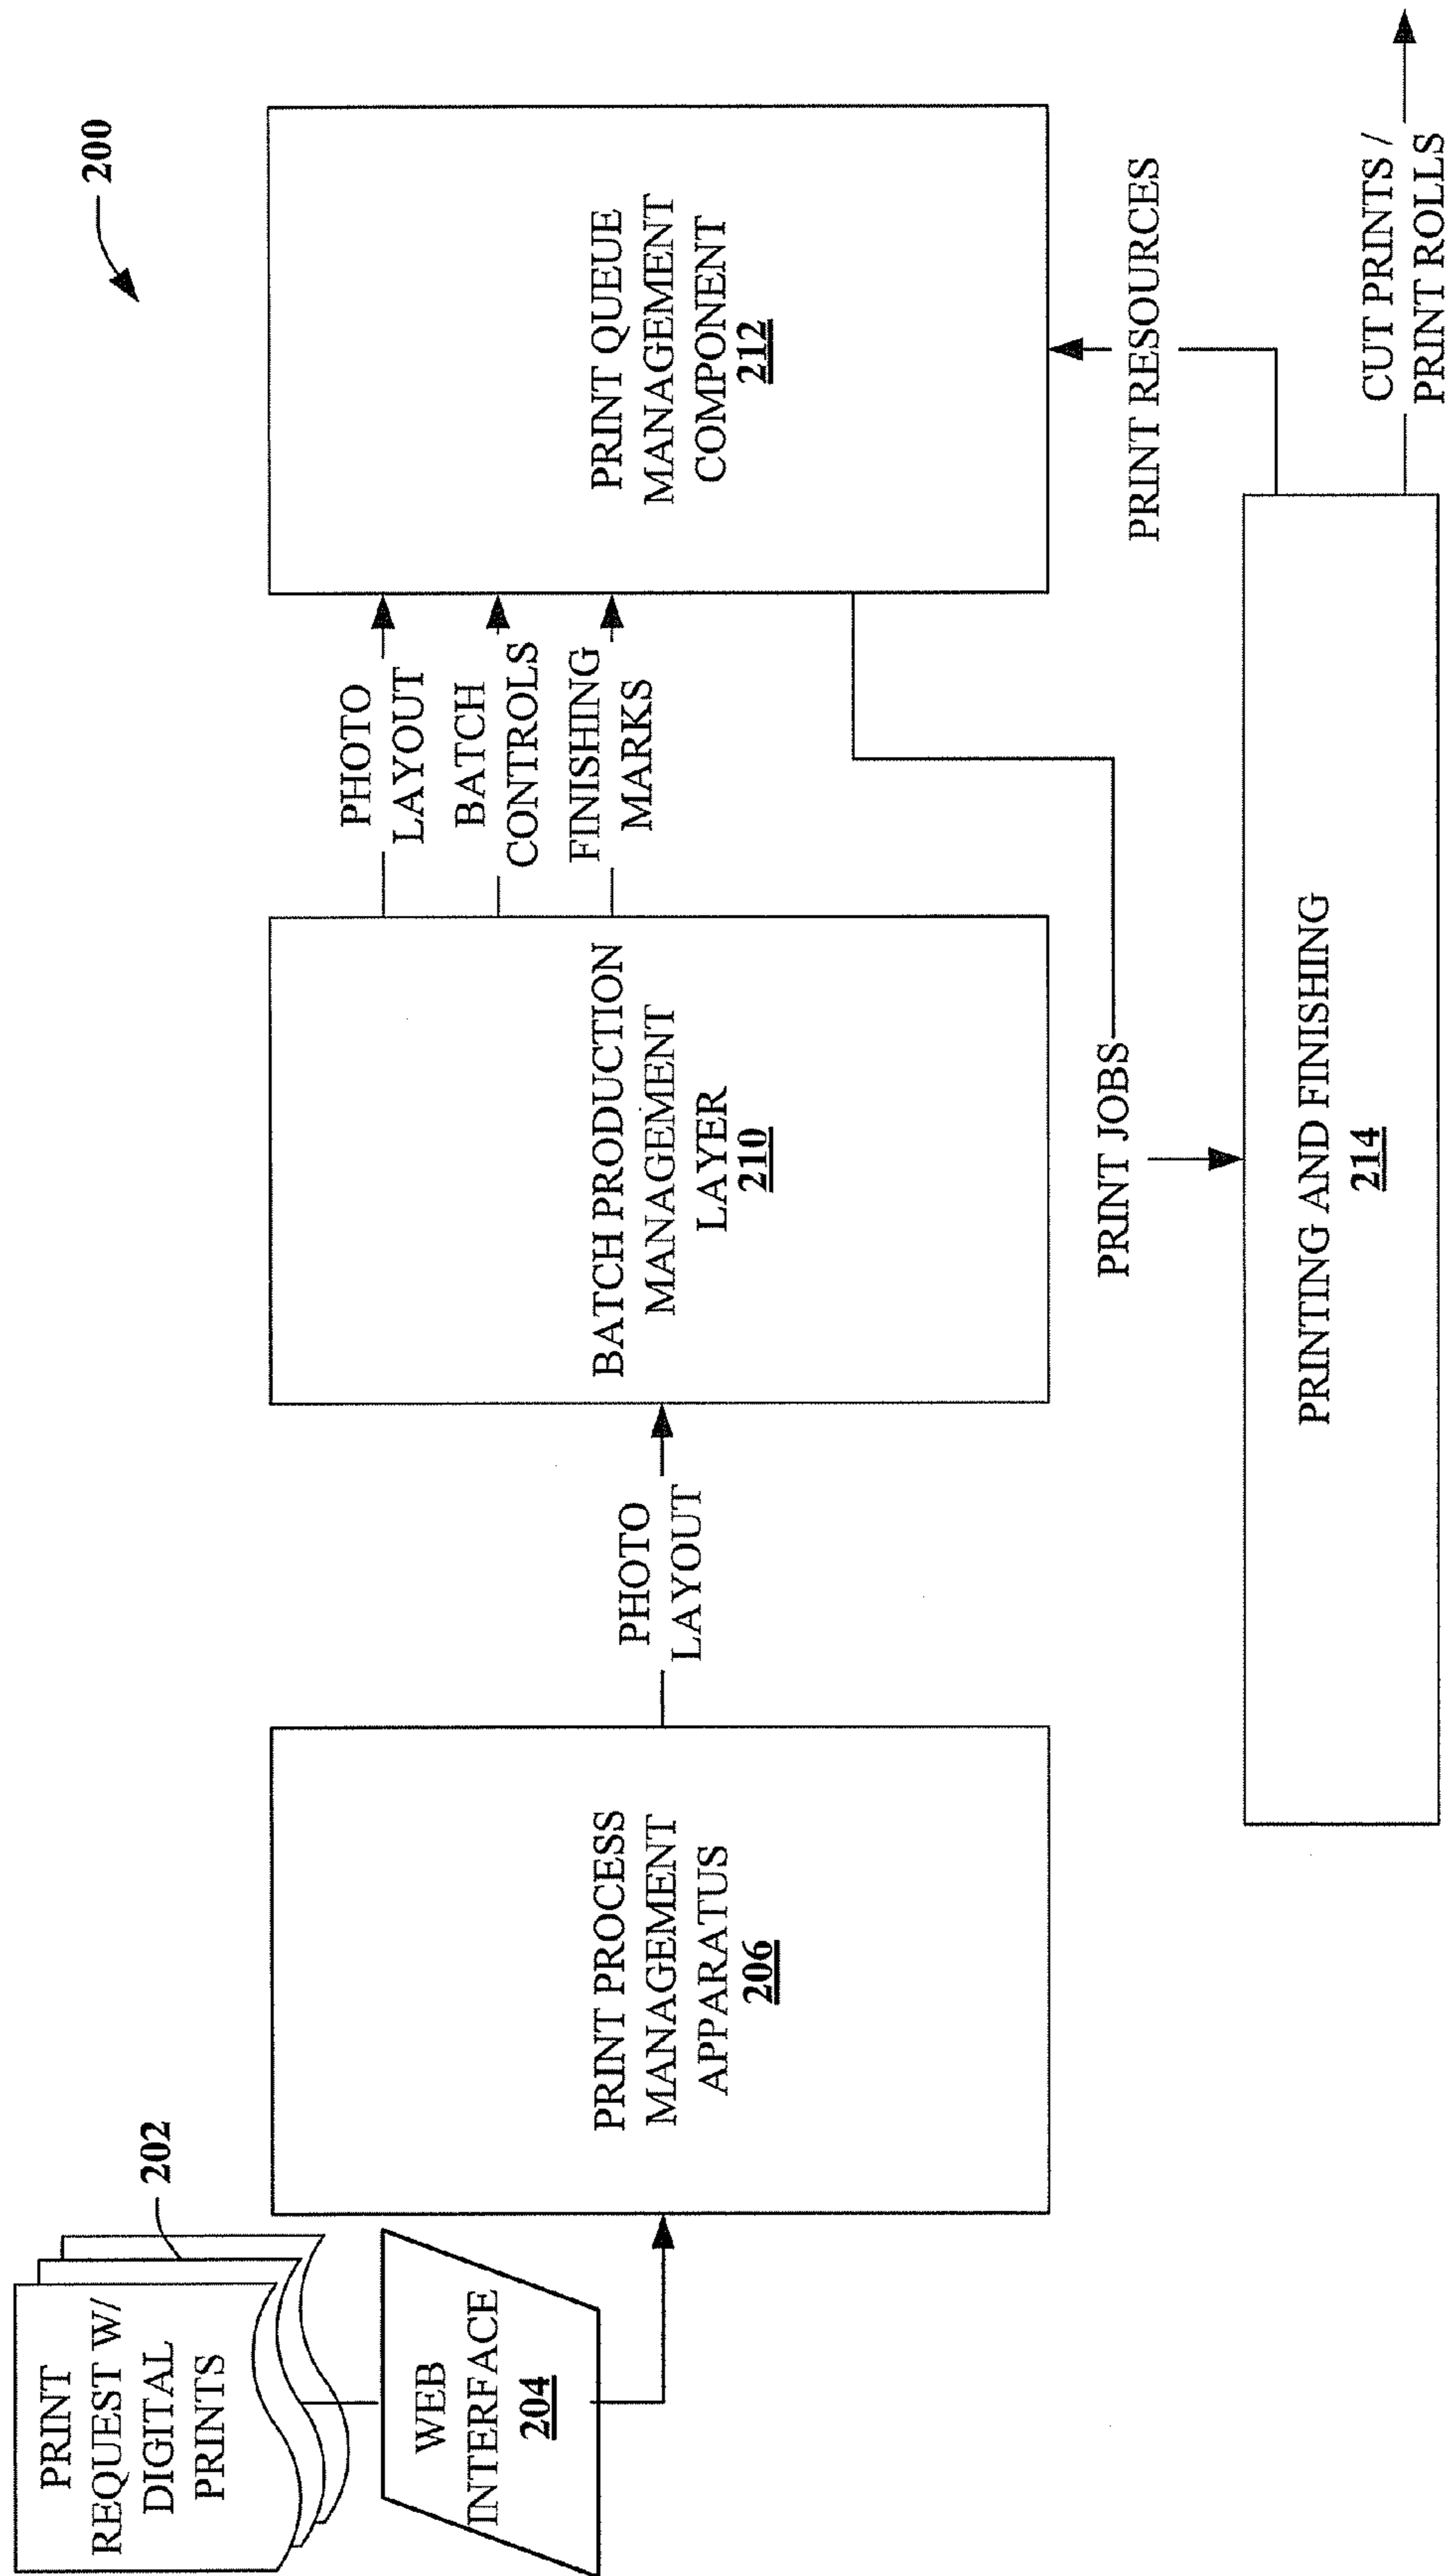 200
PRINT
REQUEST W/
DIGITAL
PRINTS
202
WEB
INTERFACE
204
PRINT PROCESS
MANAGEMENT
APPARATUS
206
PHOTO
LAYOUT
BATCH PRODUCTION
MANAGEMENT
LAYER
210
PHOTO
LAYOUT
BATCH
CONTROLS
FINISHING
MARKS
PRINT QUEUE
MANAGEMENT
COMPONENT
212
PRINT JOBS
PRINT RESOURCES
PRINTING AND FINISHING
214
CUT PRINTS /
PRINT ROLLS